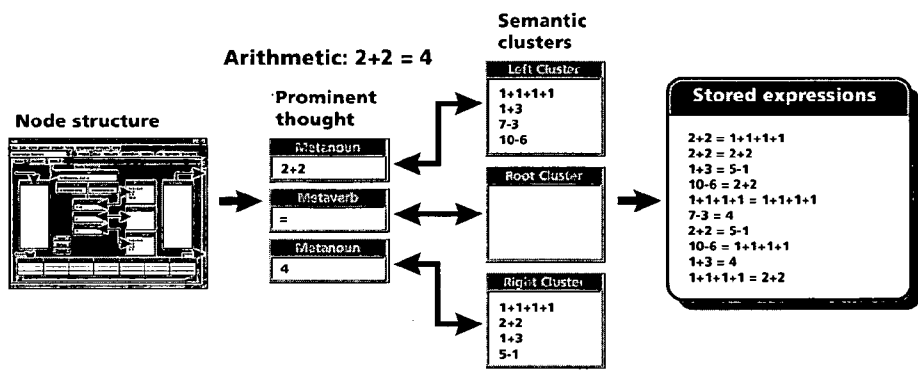 Arithmetic: 2+2 = 4
Node structure
Prominent
thought
Metanoun
2+2
Metaverb
=
Metanoun
4
Semantic
clusters
Left Cluster
1+1+1+1
1+3
7-3
10-6
Root Cluster
Right Cluster
1+1+1+1
2+2
1+3
5-1
Stored expressions
2+2 = 1+1+1+1
2+2 = 2+2
1+3 = 5-1
10-6 = 2+2
1+1+1+1 = 1+1+1+1
7-3 = 4
2+2 = 5-1
10-6 = 1+1+1+1
1+3 = 4
1+1+1+1 = 2+2